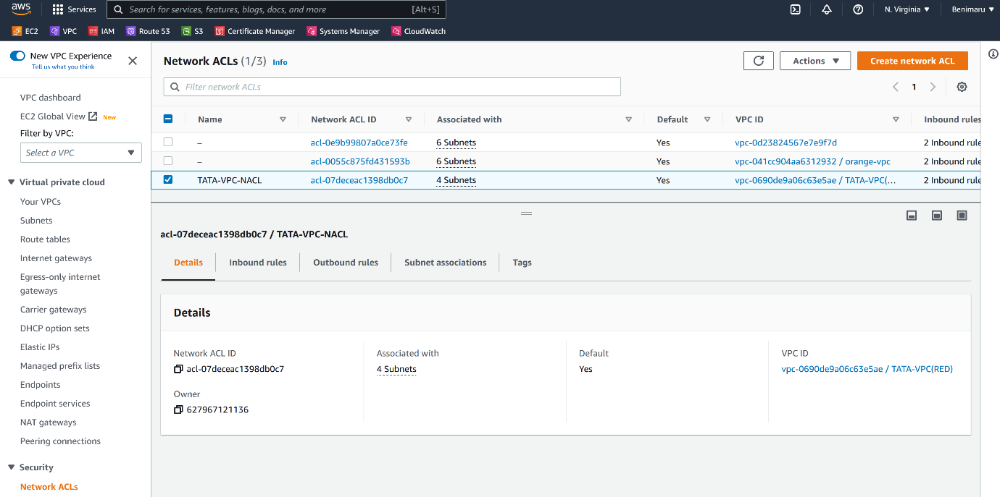 aws Services Search for services, features, blogs, docs, and more [Alt+S] N. Virginia ▼ Benimaru ▼
EC2 VPC IAM Route 53 S3 Certificate Manager Systems Manager CloudWatch
New VPC Experience
Tell us what you think
VPC dashboard
EC2 Global View New
Filter by VPC:
Select a VPC
Virtual private cloud
Your VPCs
Subnets
Route tables
Internet gateways
Egress-only internet
gateways
Carrier gateways
DHCP option sets
Elastic IPs
Managed prefix lists
Endpoints
Endpoint services
NAT gateways
Peering connections
Security
Network ACLs
Network ACLs (1/3) Info
Actions ▼ Create network ACL
Filter network ACLs
1
Name Network ACL ID Associated with Default VPC ID Inbound rules
– acl-0e9b99807a0ce73fe 6 Subnets Yes vpc-0d23824567e7e9f7d 2 Inbound rule
– acl-0055c875fd431593b 6 Subnets Yes vpc-041cc904aa6312932 / orange-vpc 2 Inbound rule
TATA-VPC-NACL acl-07deceac1398db0c7 4 Subnets Yes vpc-0690de9a06c63e5ae / TATA-VPC(... 2 Inbound rule
acl-07deceac1398db0c7 / TATA-VPC-NACL
Details Inbound rules Outbound rules Subnet associations Tags
Details
Network ACL ID Associated with Default VPC ID
acl-07deceac1398db0c7 4 Subnets Yes vpc-0690de9a06c63e5ae / TATA-VPC(RED)
Owner
627967121136